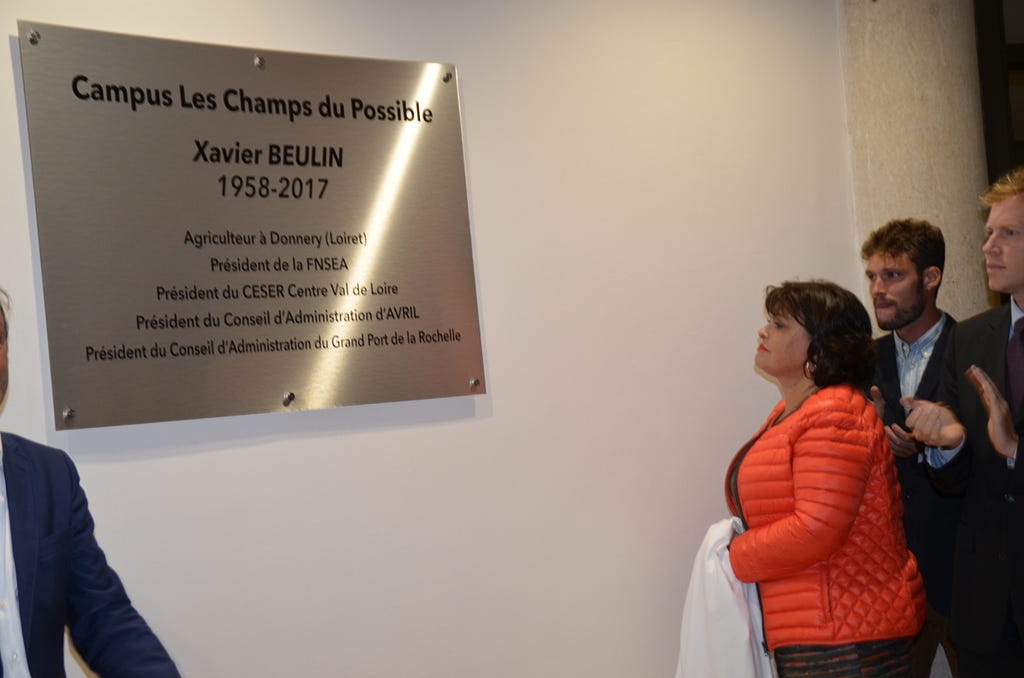 Campus Les Champs du Possible
Xavier BEULIN
1958-2017
Agriculteur à Donnery (Loiret)
Président de la FNSEA
Président du CESER Centre Val de Loire
Président du Conseil d'Administration d'AVRIL
Président du Conseil d'Administration du Grand Port de la Rochelle